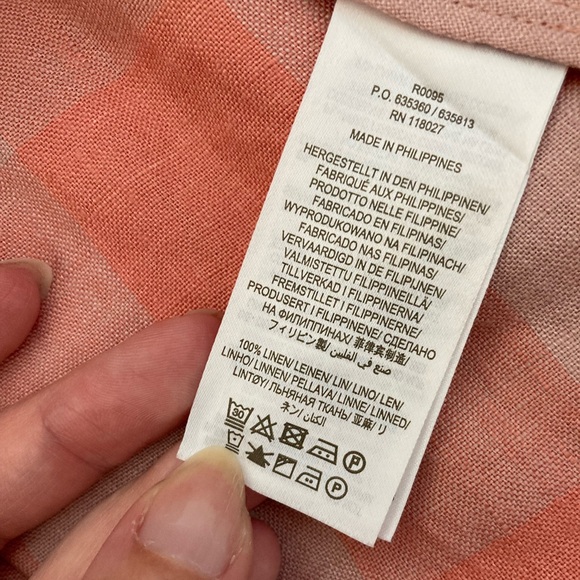 R0095
P.O. 635360 / 635813
RN 118027
MADE IN PHILIPPINES
HERGESTELLT IN DEN PHILIPPINEN/
FABRIQUÉ AUX PHILIPPINES/
PRODOTTO NELLE FILIPPINE/
FABRICADO EN FILIPINAS/
WYPRODUKOWANO NA FILIPINACH/
FABRICADO NAS FILIPINAS/
VERVAARDIGD IN DE FILIPIJNEN/
VALMISTETTU FILIPPIINEILLÄ/
TILLVERKAD I FILIPPINERNA/
FREMSTILLET I FILIPPINERNE/
PRODUSERT I FILIPPINENE/ СДЕЛАНО
НА ФИЛИППИНАХ/ 菲律宾制造/
フィリピン製/ صنع في الفلبين
100% LINEN/ LEINEN/ LIN/ LINO/ LEN/
LINHO/ LINNEN/ PELLAVA/ LINNE/ LINNED/
LINTØY/ ЛЬНЯНАЯ ТКАНЬ/ 亚麻/ リ
ネン/ الكتان/
30
P
P